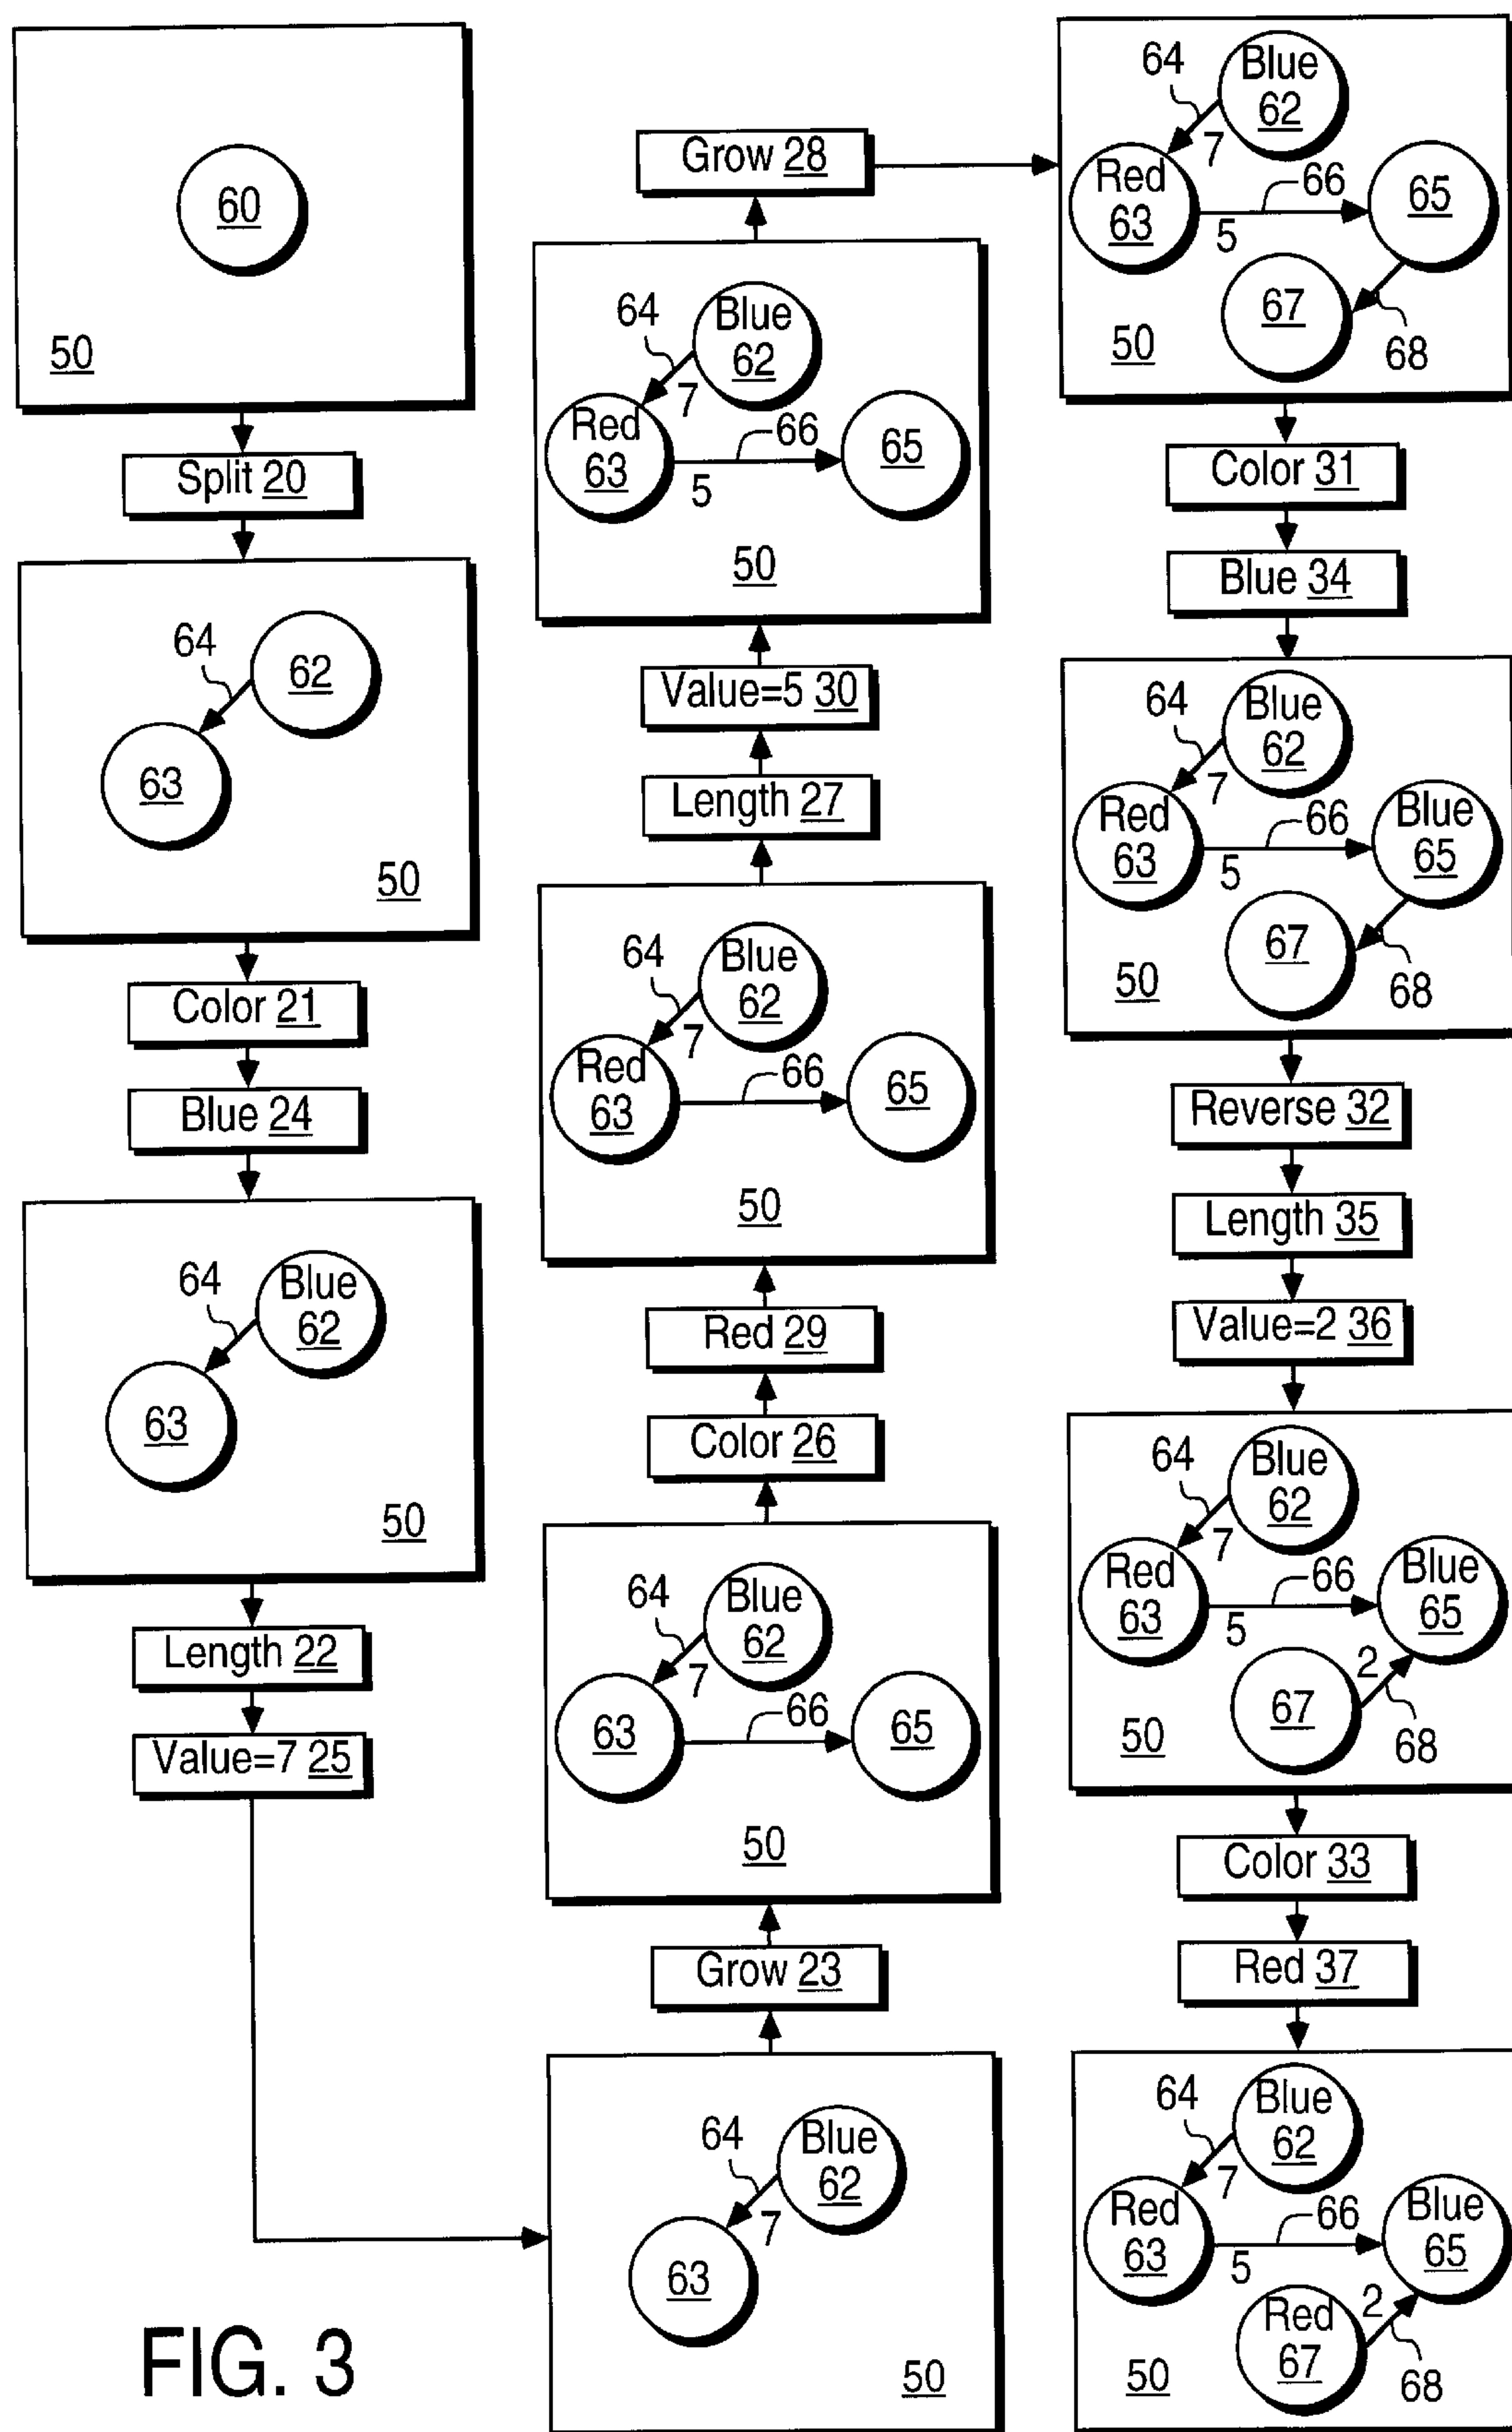 60
50
Split 20
64
62
63
50
Color 21
Blue 24
64
Blue
62
63
50
Length 22
Value=7 25
64
Blue
62
7
63
50
Grow 23
64
Blue
62
7
63
66
65
50
Color 26
Red 29
64
Blue
62
7
Red
63
66
65
50
Length 27
Value=5 30
64
Blue
62
7
Red
63
66
5
65
50
Grow 28
64
Blue
62
7
Red
63
66
5
65
67
50
68
Color 31
Blue 34
64
Blue
62
7
Red
63
66
5
Blue
65
67
50
68
Reverse 32
Length 35
Value=2 36
64
Blue
62
7
Red
63
66
5
Blue
65
2
67
50
68
Color 33
Red 37
64
Blue
62
7
Red
63
66
5
Blue
65
2
Red
67
50
68
FIG. 3